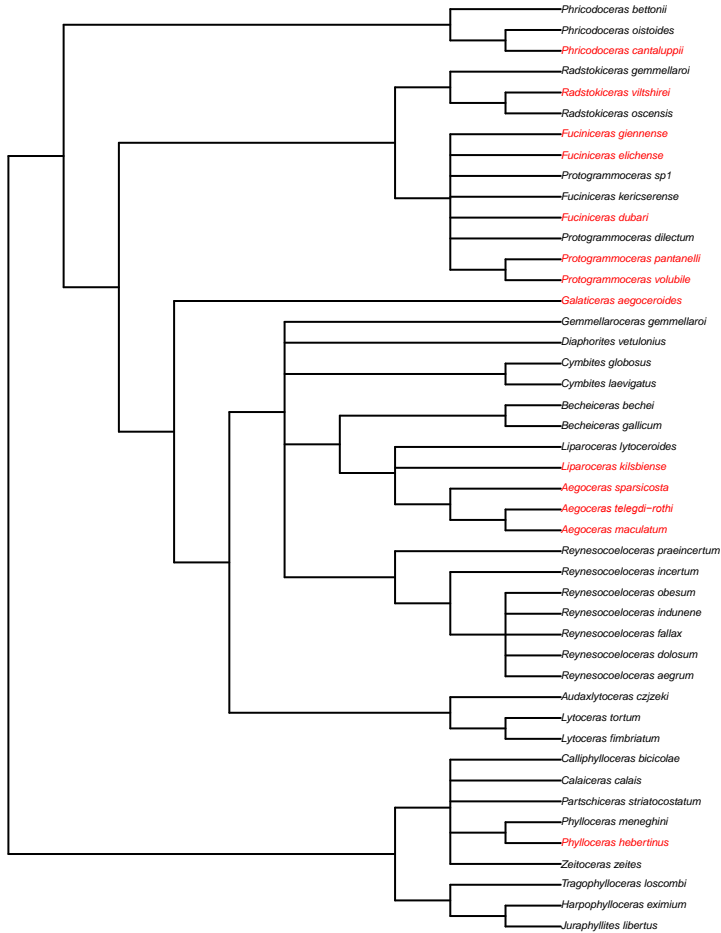 Phricodoceras bettonii
Phricodoceras oistoides
Phricodoceras cantaluppii
Radstokiceras gemmellaroi
Radstokiceras viltshirei
Radstokiceras oscensis
Fuciniceras giennense
Fuciniceras elichense
Protogrammoceras sp1
Fuciniceras kericserense
Fuciniceras dubari
Protogrammoceras dilectum
Protogrammoceras pantanelli
Protogrammoceras volubile
Galaticeras aegoceroides
Gemmellaroceras gemmellaroi
Diaphorites vetulonius
Cymbites globosus
Cymbites laevigatus
Becheiceras bechei
Becheiceras gallicum
Liparoceras lytoceroides
Liparoceras kilsbiense
Aegoceras sparsicosta
Aegoceras telegdi−rothi
Aegoceras maculatum
Reynesocoeloceras praeincertum
Reynesocoeloceras incertum
Reynesocoeloceras obesum
Reynesocoeloceras indunene
Reynesocoeloceras fallax
Reynesocoeloceras dolosum
Reynesocoeloceras aegrum
Audaxlytoceras czjzeki
Lytoceras tortum
Lytoceras fimbriatum
Calliphylloceras bicicolae
Calaiceras calais
Partschiceras striatocostatum
Phylloceras meneghini
Phylloceras hebertinus
Zeitoceras zeites
Tragophylloceras loscombi
Harpophylloceras eximium
Juraphyllites libertus